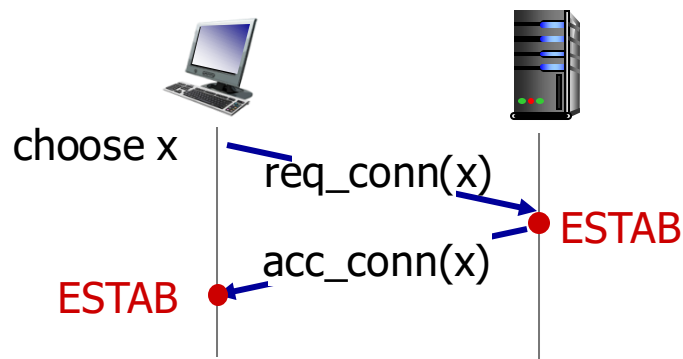 choose x
req_conn(x)
ESTAB
acc_conn(x)
ESTAB